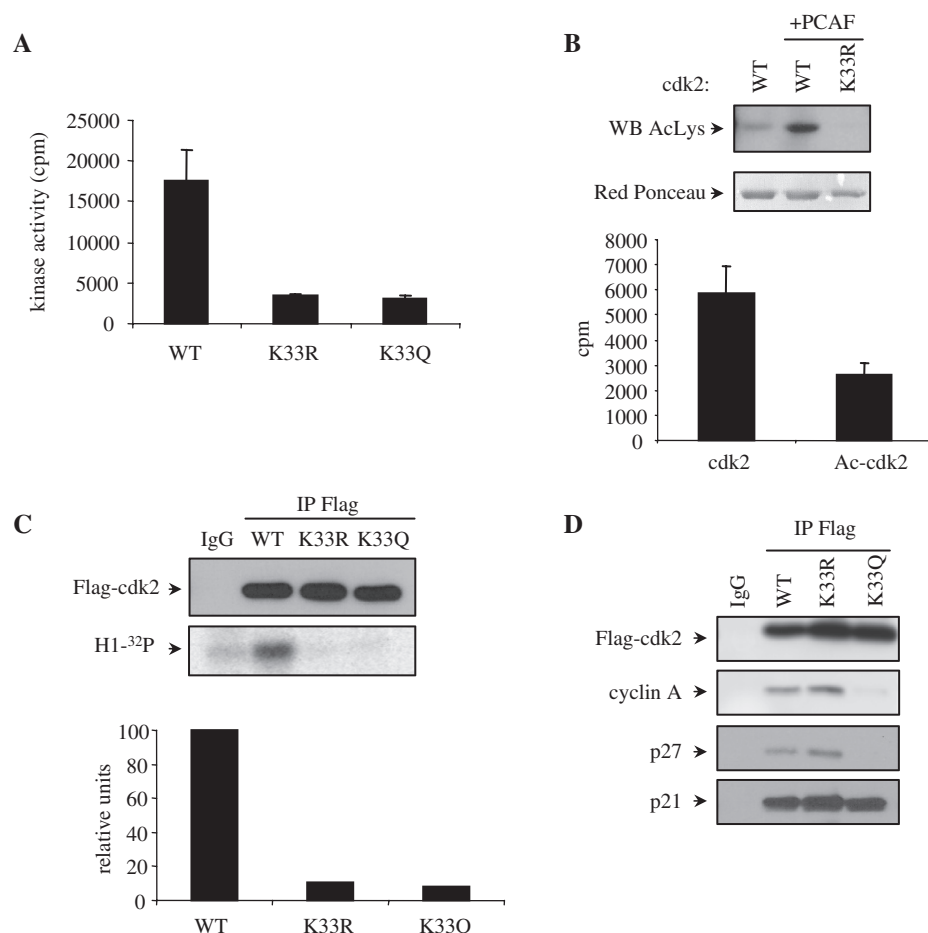 A
kinase activity (cpm)
25000
20000
15000
10000
5000
0
WT K33R K33Q
B
+PCAF
cdk2: WT WT K33R
WB AcLys
Red Ponceau
cpm
8000
7000
6000
5000
4000
3000
2000
1000
0
cdk2 Ac-cdk2
C
IP Flag
IgG WT K33R K33Q
Flag-cdk2
H1-³²P
relative units
100
80
60
40
20
0
WT K33R K33O
D
IP Flag
IgG WT K33R K33Q
Flag-cdk2
cyclin A
p27
p21